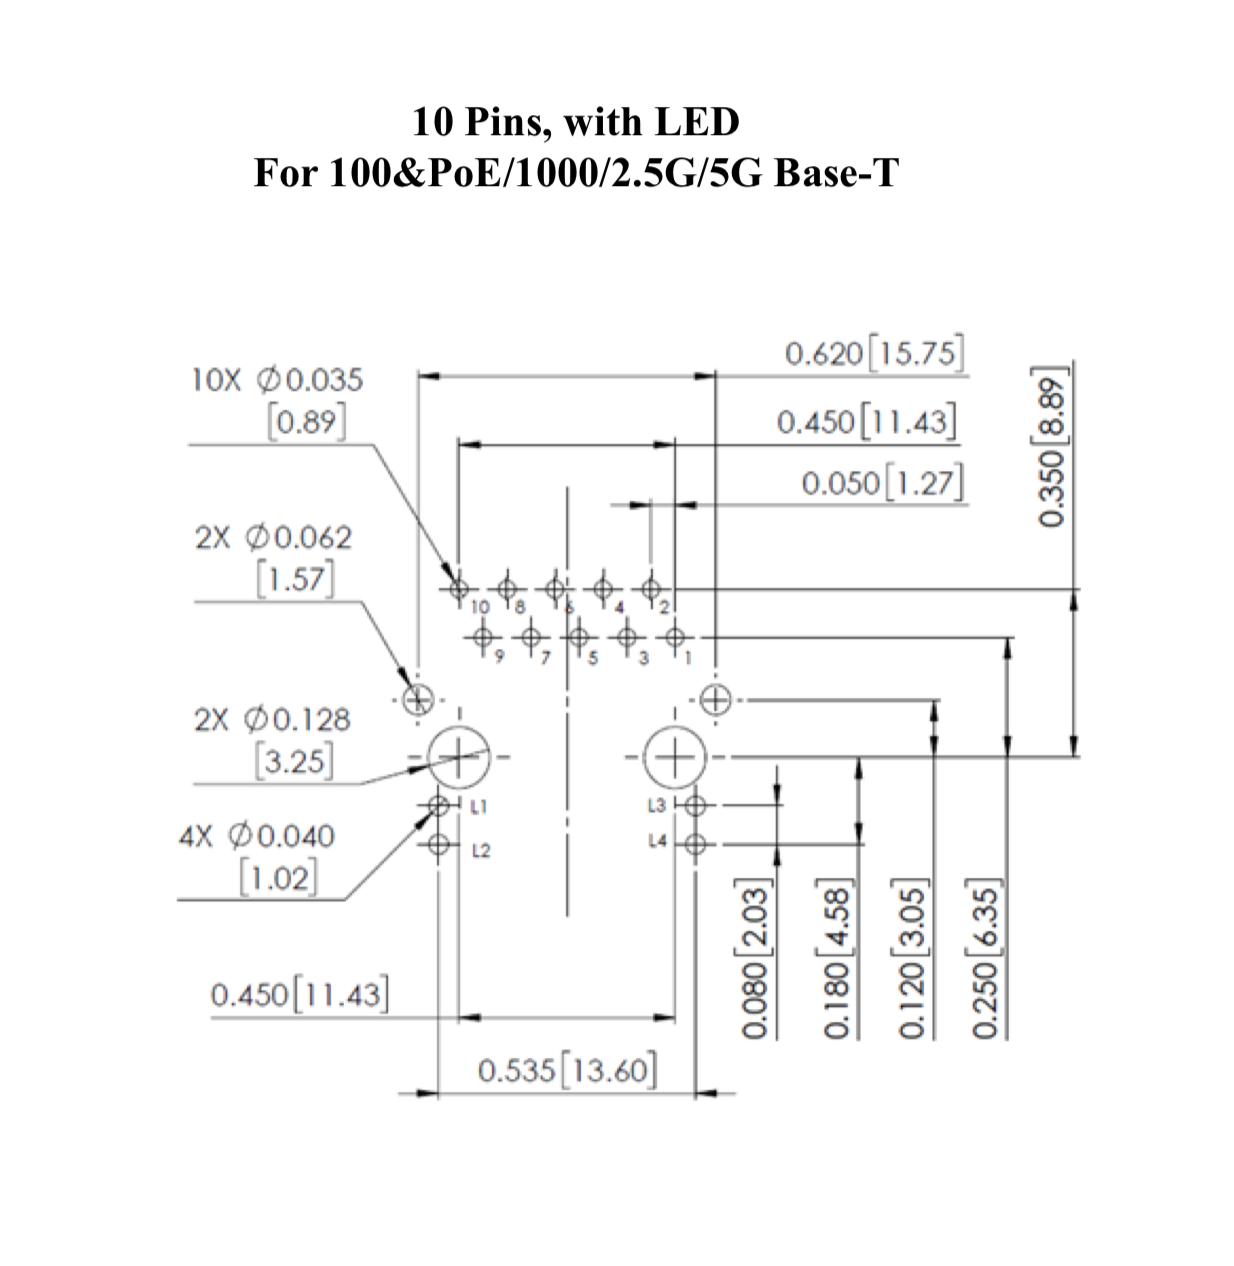 10 Pins, with LED
For 100&PoE/1000/2.5G/5G Base-T
0.620[15.75]
10X ∅0.035
[0.89]
0.450[11.43]
0.350[8.89]
0.050[1.27]
2X ∅0.062
[1.57]
10 8 6 4 2
9 7 5 3 1
2X ∅0.128
[3.25]
L1 L3
4X ∅0.040
[1.02]
L2 L4
0.080[2.03]
0.180[4.58]
0.120[3.05]
0.250[6.35]
0.450[11.43]
0.535[13.60]